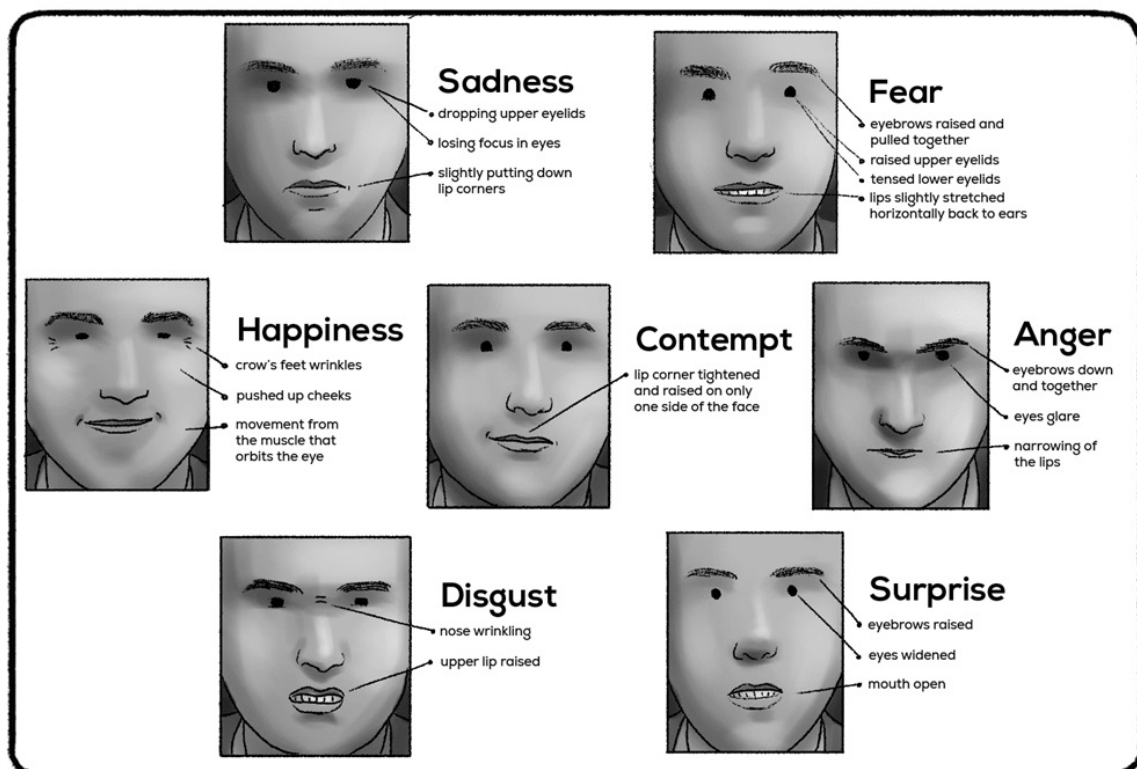 Sadness
dropping upper eyelids
losing focus in eyes
slightly putting down
lip corners
Fear
eyebrows raised and
pulled together
raised upper eyelids
tensed lower eyelids
lips slightly stretched
horizontally back to ears
Happiness
crow's feet wrinkles
pushed up cheeks
movement from
the muscle that
orbits the eye
Contempt
lip corner tightened
and raised on only
one side of the face
Anger
eyebrows down
and together
eyes glare
narrowing of
the lips
Disgust
nose wrinkling
upper lip raised
Surprise
eyebrows raised
eyes widened
mouth open